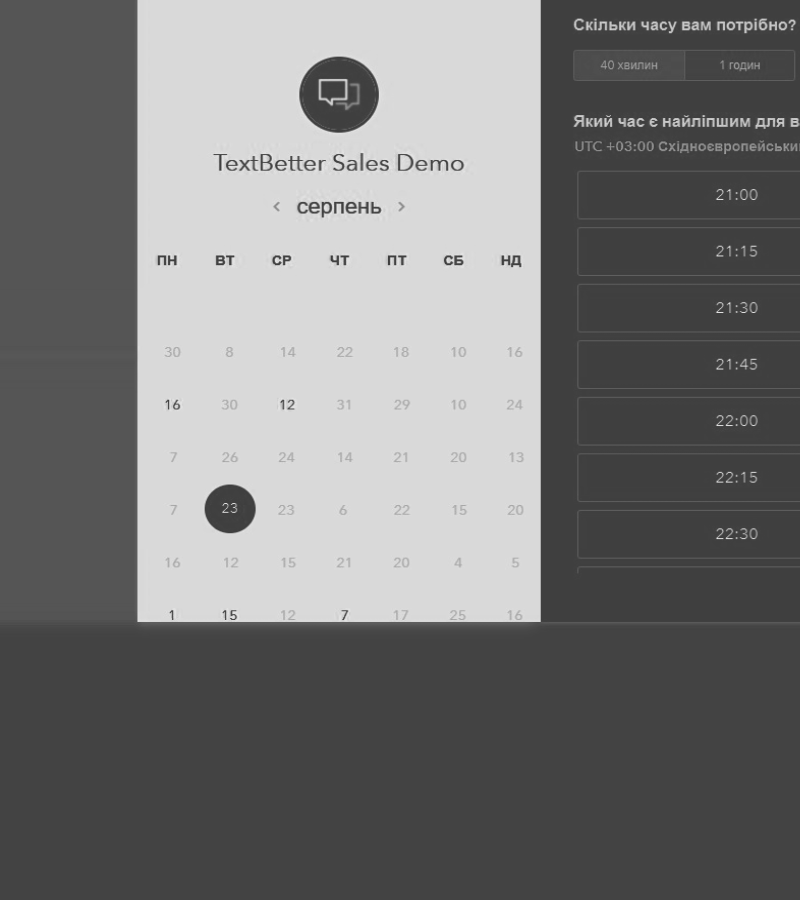 TextBetter Sales Demo
серпень
ПН ВТ СР ЧТ ПТ СБ НД
30 8 14 22 18 10 16
16 30 12 31 29 10 24
7 26 24 14 21 20 13
7 23 23 6 22 15 20
16 12 15 21 20 4 5
1 15 12 7 17 25 16
Скільки часу вам потрібно?
40 хвилин 1 годин
Який час є найліпшим для в
UTC +03:00 Східноєвропейськи
21:00
21:15
21:30
21:45
22:00
22:15
22:30